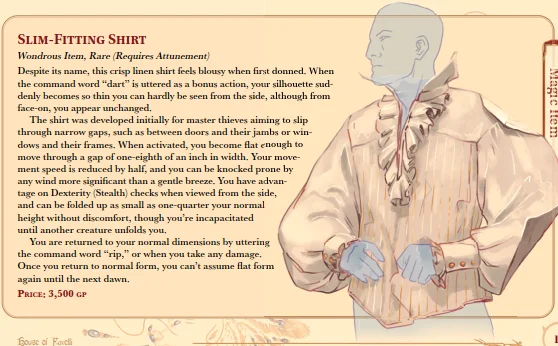 SLIM-FITTING SHIRT
Wondrous Item, Rare (Requires Attunement)
Despite its name, this crisp linen shirt feels blousy when first donned. When
the command word “dart” is uttered as a bonus action, your silhouette sud-
denly becomes so thin you can hardly be seen from the side, although from
face-on, you appear unchanged.
The shirt was developed initially for master thieves aiming to slip
through narrow gaps, such as between doors and their jambs or win-
dows and their frames. When activated, you become flat enough to
move through a gap of one-eighth of an inch in width. Your move-
ment speed is reduced by half, and you can be knocked prone by
any wind more significant than a gentle breeze. You have advan-
tage on Dexterity (Stealth) checks when viewed from the side,
and can be folded up as small as one-quarter your normal
height without discomfort, though you’re incapacitated
until another creature unfolds you.
You are returned to your normal dimensions by uttering
the command word “rip,” or when you take any damage.
Once you return to normal form, you can’t assume flat form
again until the next dawn.
PRICE: 3,500 GP
Magic Item
House of